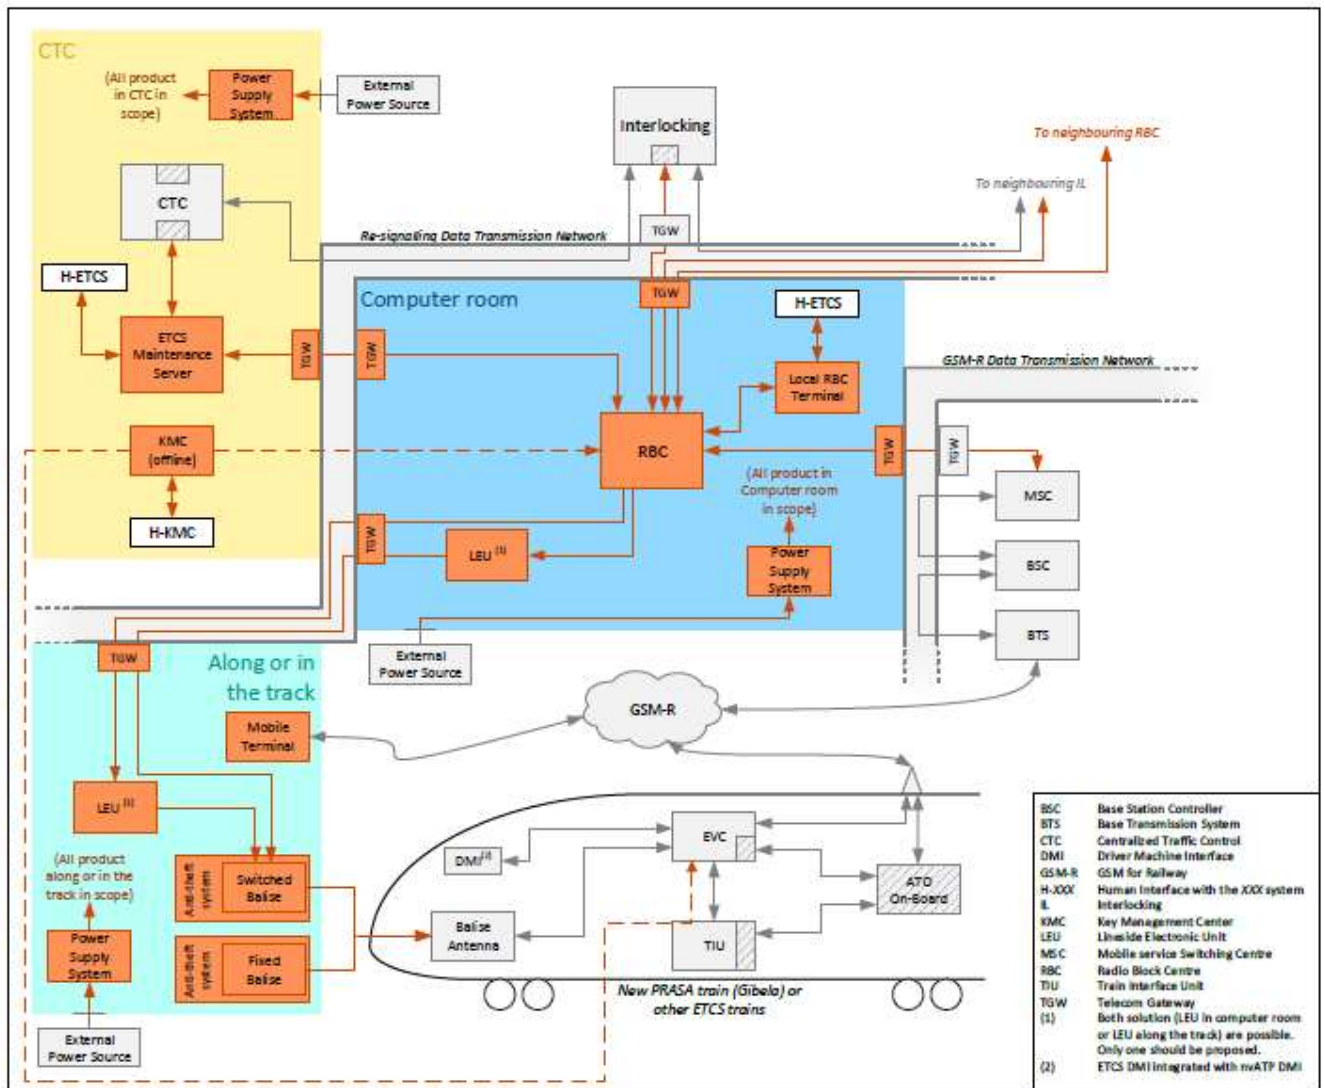 CTC
(All product
in CTC in
scope)
Power
Supply
System
External
Power Source
Interlocking
To neighbouring RBC
To neighbouring IL
CTC
TGW
Re-signalling Data Transmission Network
H-ETCS
Computer room
TGW
H-ETCS
ETCS
Maintenance
Server
TGW
TGW
Local RBC
Terminal
GSM-R Data Transmission Network
KMC
(offline)
RBC
TGW
TGW
(All product in
Computer room
in scope)
MSC
H-KMC
TGW
LEU (1)
Power
Supply
System
BSC
BTS
TGW
Along or in
the track
External
Power Source
GSM-R
Mobile
Terminal
LEU (1)
BSC Base Station Controller
BTS Base Transmission System
CTC Centralized Traffic Control
DMI Driver Machine Interface
GSM-R GSM for Railway
H-XXX Human Interface with the XXX system
IL Interlocking
KMC Key Management Center
LEU Lineside Electronic Unit
MSC Mobile service Switching Centre
RBC Radio Block Centre
TIU Train Interface Unit
TGW Telecom Gateway
(1) Both solution (LEU in computer room
or LEU along the track) are possible.
Only one should be proposed.
(2) ETCS DMI integrated with nvATP DMI
EVC
DMI(2)
(All product
along or in the
track in scope)
Anti-theft
system
Switched
Balise
ATO
On-Board
Power
Supply
System
Anti-theft
system
Fixed
Balise
Balise
Antenna
TIU
New PRASA train (Gibela) or
other ETCS trains
External
Power Source